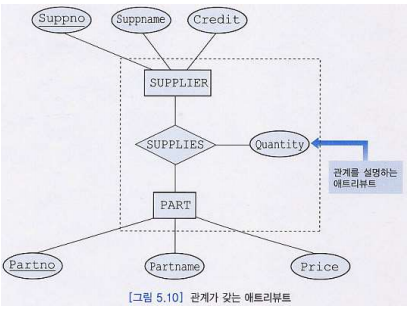 Suppno Suppname Credit
SUPPLIER
SUPPLIES Quantity
관계를 설명하는
애트리뷰트
PART
Partno Partname Price
[그림 5.10] 관계가 갖는 애트리뷰트